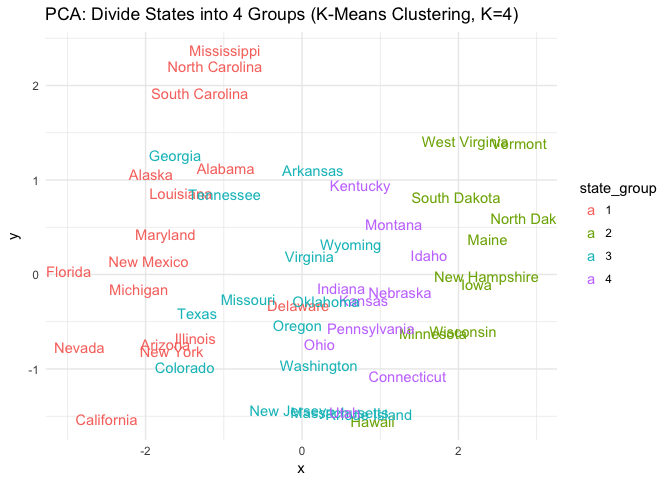 PCA: Divide States into 4 Groups (K-Means Clustering, K=4)
Mississippi
North Carolina
South Carolina
West Virginia
Vermont
Georgia
Alabama
Arkansas
Alaska
Kentucky
Louisiana
Tennessee
South Dakota
North Dak
Montana
Maryland
Maine
Wyoming
Virginia
Idaho
New Mexico
Florida
New Hampshire
Iowa
Michigan
Indiana
Nebraska
Missouri
Oklahoma
Kansas
Delaware
Texas
Oregon
Pennsylvania
Wisconsin
Minnesota
Illinois
Arizona
Ohio
Nevada
New York
Colorado
Washington
Connecticut
New Jersey
Massachusetts
Rhode Island
California
Hawaii
2
1
0
-1
y
-2
0
2
x
state_group
a 1
a 2
a 3
a 4